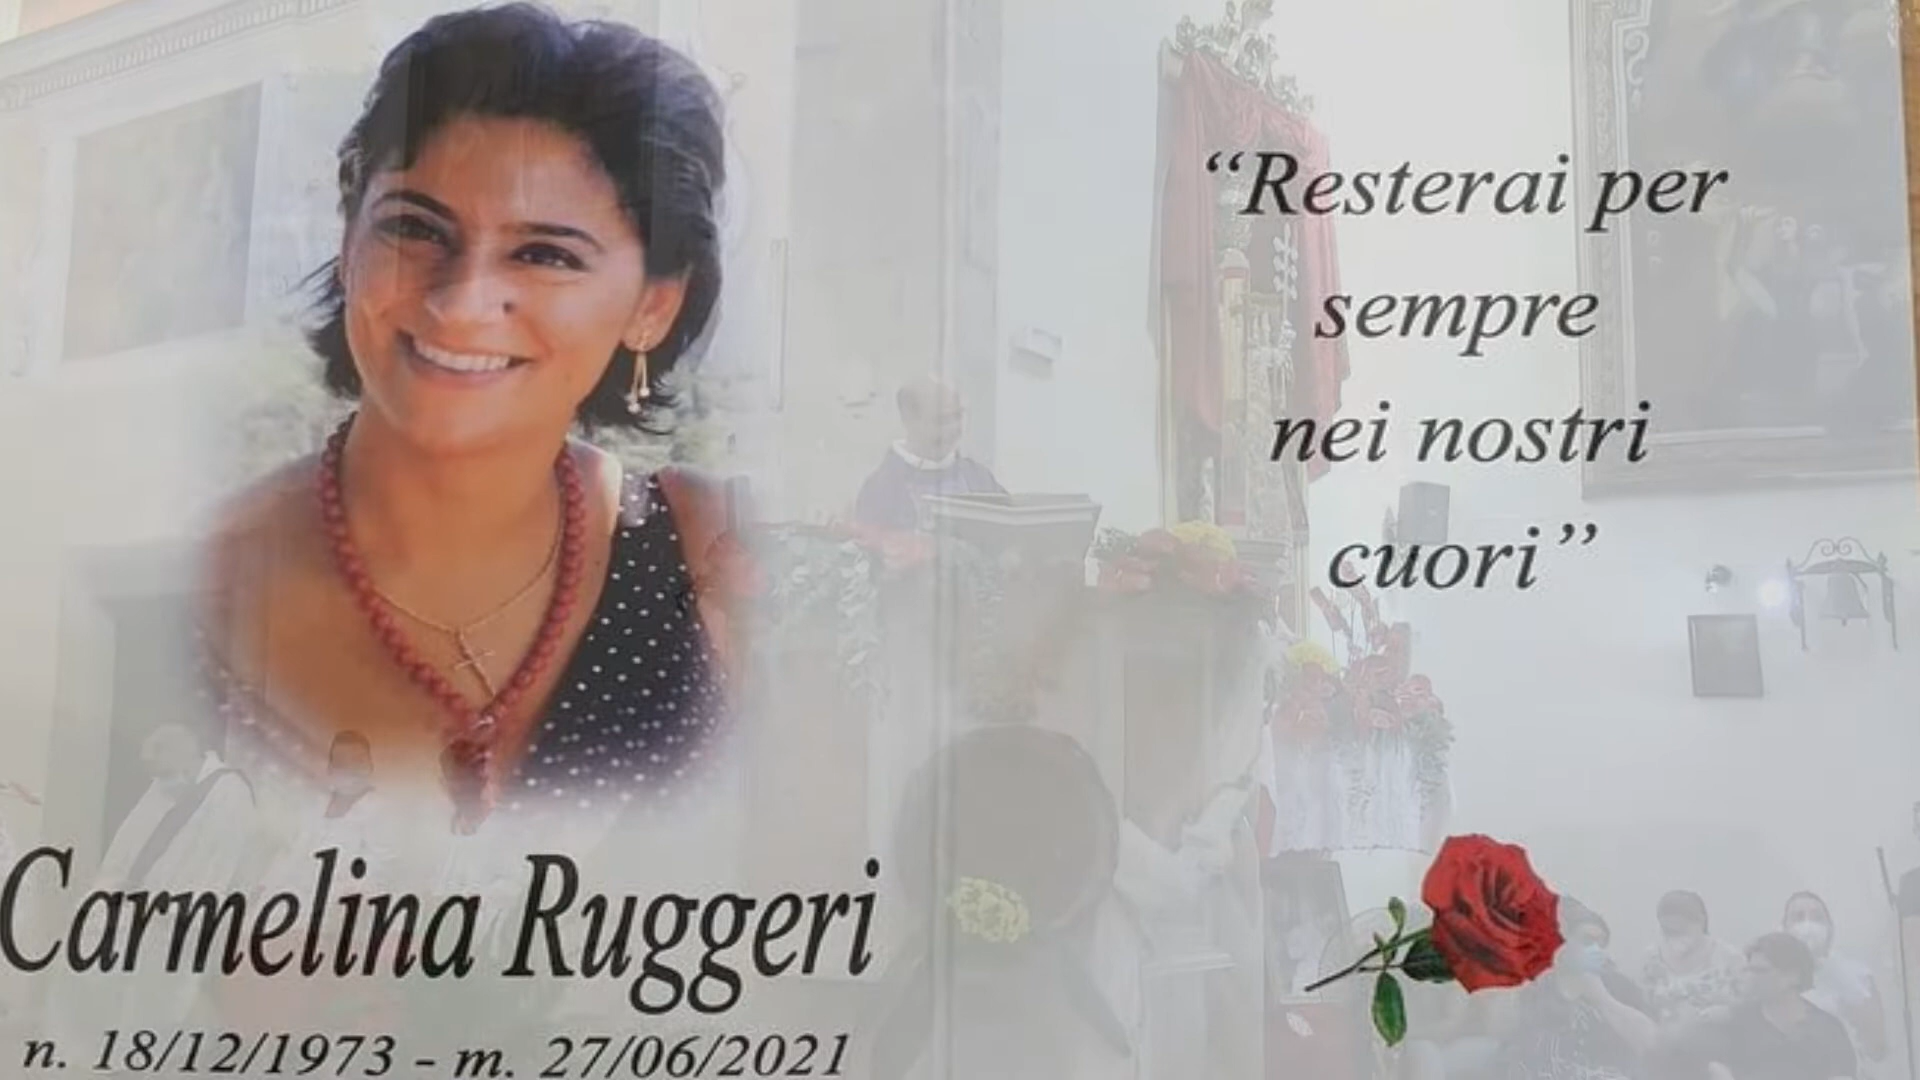 “Resterai per
sempre
nei nostri
cuori”
Carmelina Ruggeri
n. 18/12/1973 - m. 27/06/2021